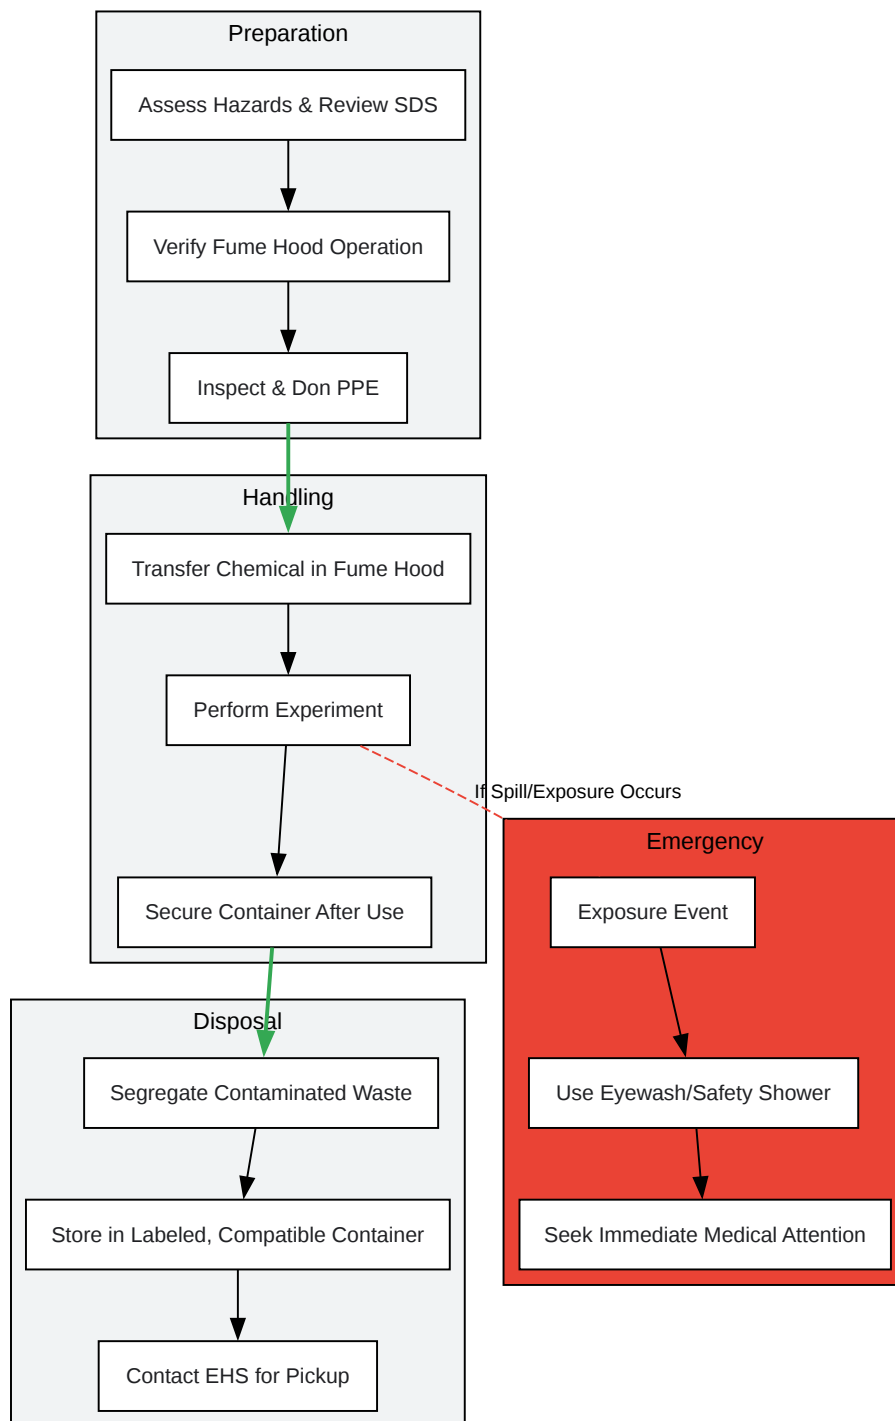 Preparation
Assess Hazards & Review SDS
Verify Fume Hood Operation
Inspect & Don PPE
Handling
Transfer Chemical in Fume Hood
Perform Experiment
If Spill/Exposure Occurs
Emergency
Secure Container After Use
Exposure Event
Disposal
Segregate Contaminated Waste
Use Eyewash/Safety Shower
Store in Labeled, Compatible Container
Seek Immediate Medical Attention
Contact EHS for Pickup